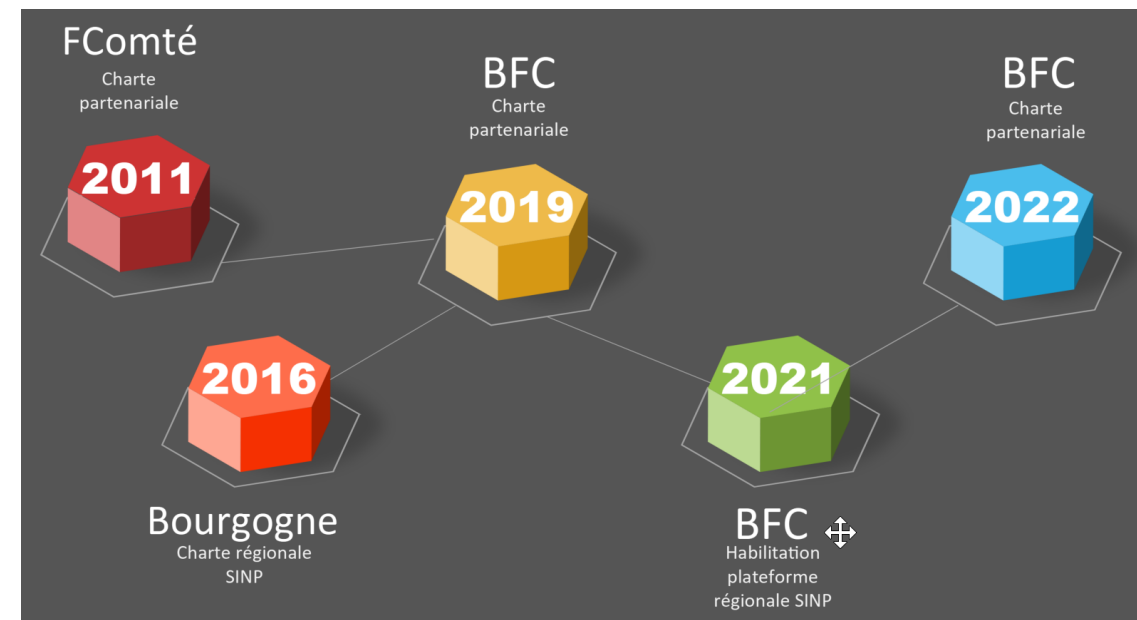 FComté
Charte
partenariale
2011
BFC
Charte
partenariale
2019
BFC
Charte
partenariale
2022
2016
Bourgogne
Charte régionale
SINP
2021
BFC
Habilitation
plateforme
régionale SINP